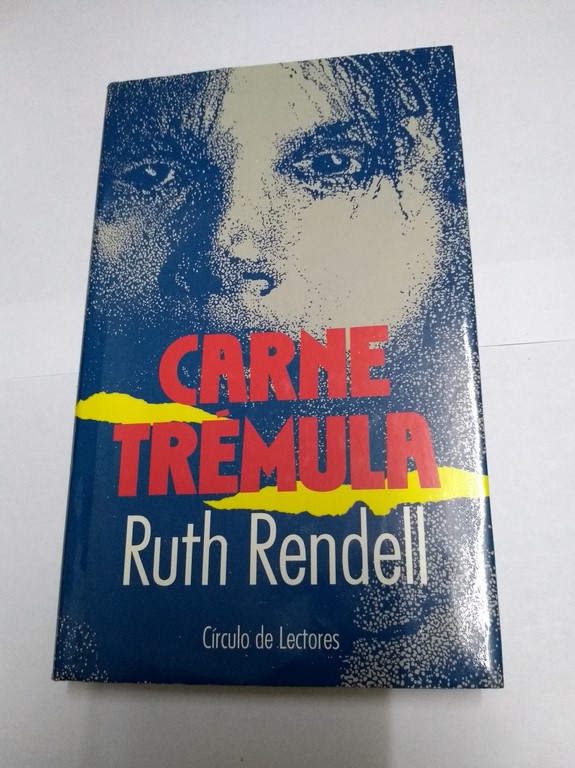 CARNE
TRÉMULA
Ruth Rendell
Círculo de Lectores